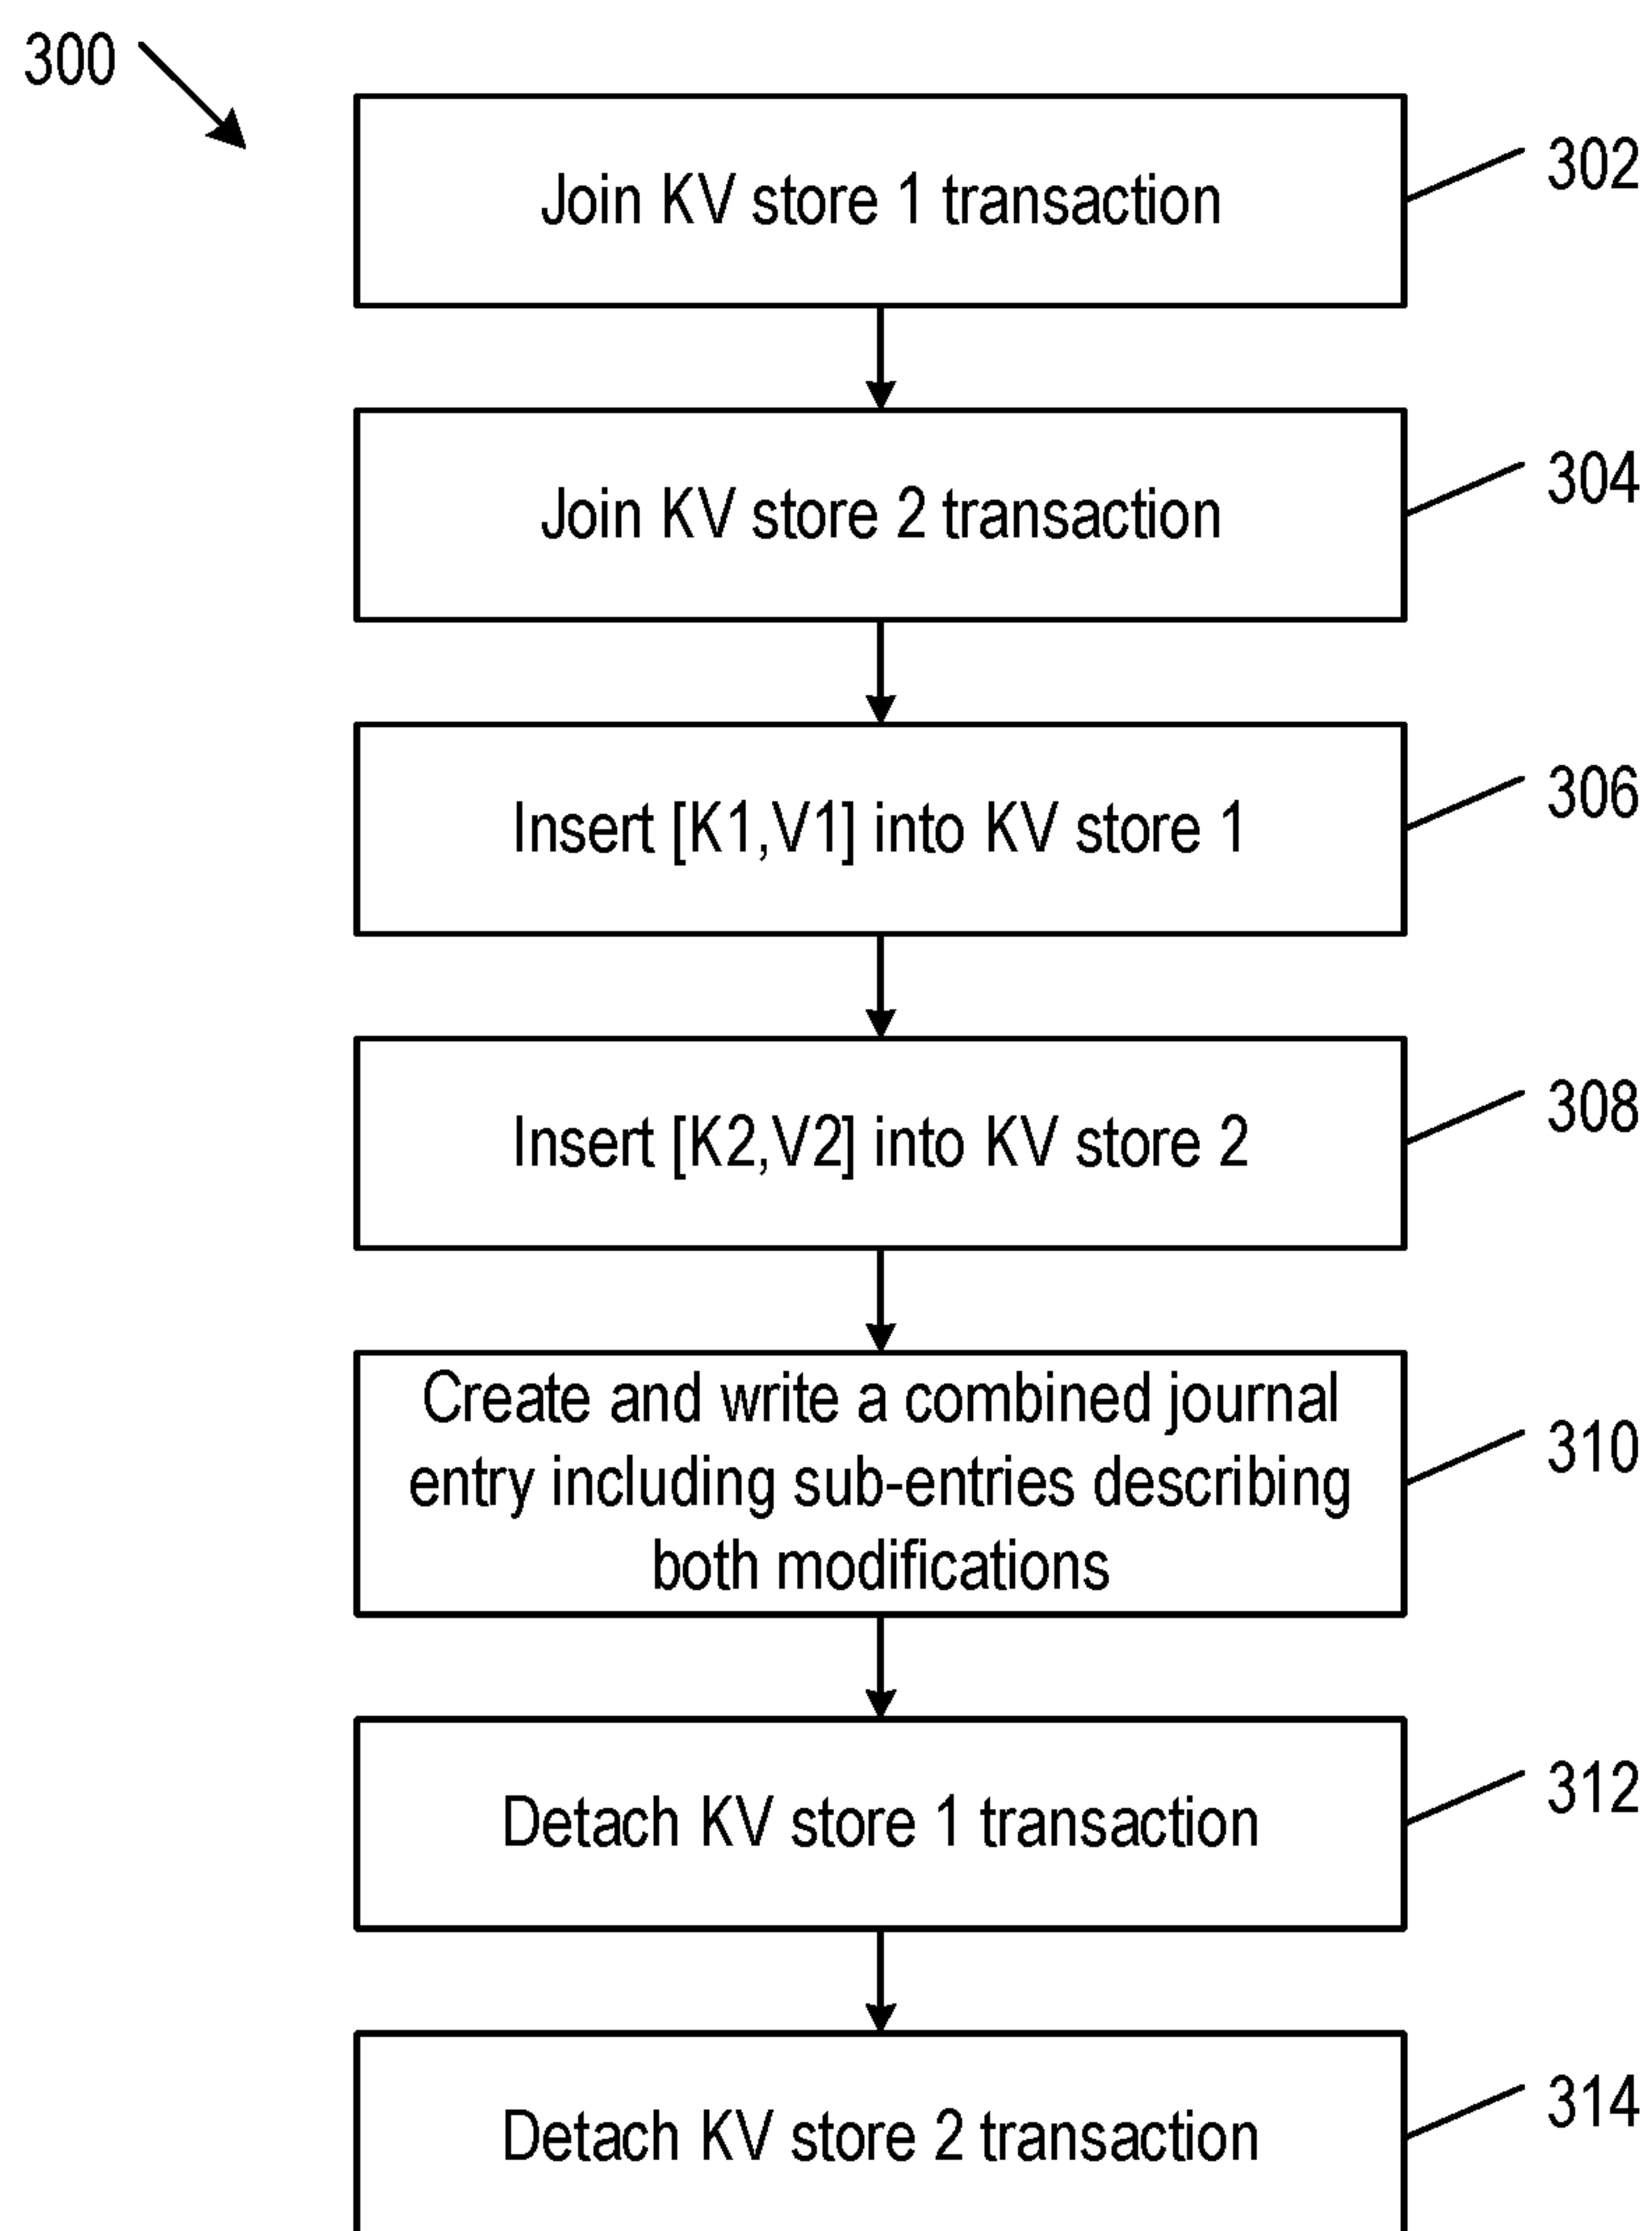 300
Join KV store 1 transaction
302
Join KV store 2 transaction
304
Insert [K1,V1] into KV store 1
306
Insert [K2,V2] into KV store 2
308
Create and write a combined journal
entry including sub-entries describing
both modifications
310
Detach KV store 1 transaction
312
Detach KV store 2 transaction
314